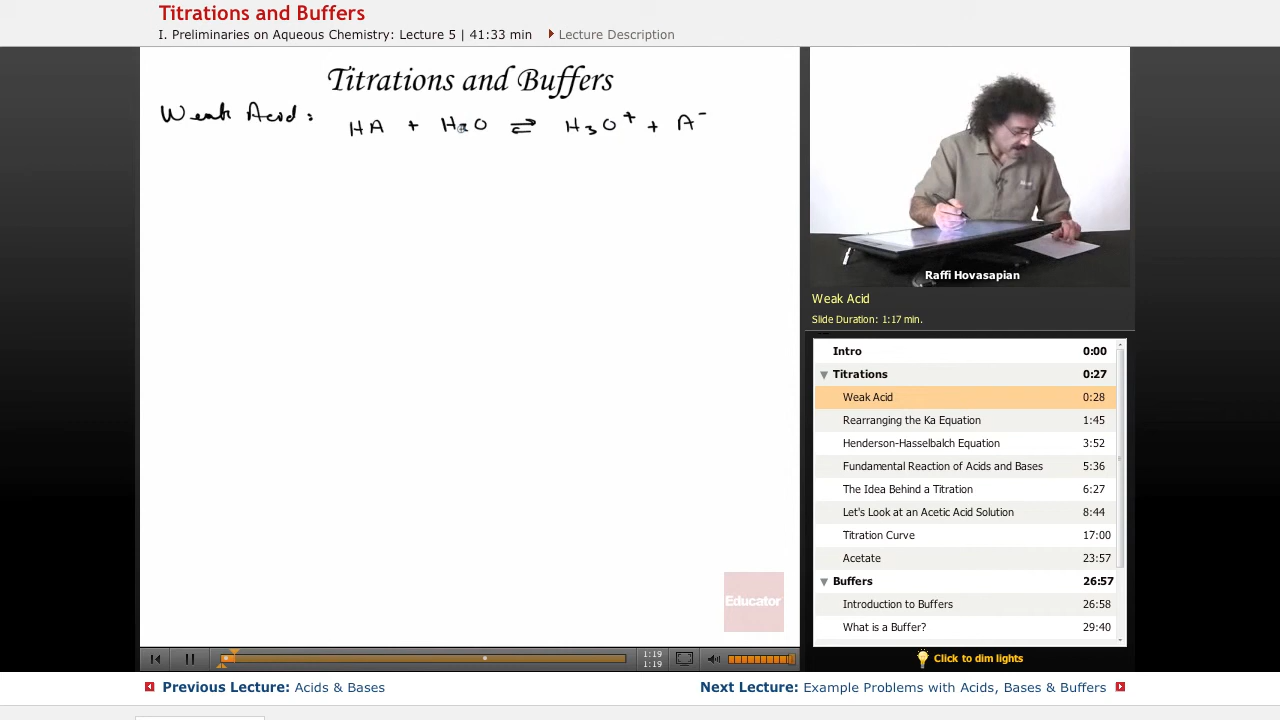 Titrations and Buffers
I. Preliminaries on Aqueous Chemistry: Lecture 5 | 41:33 min
Lecture Description
Titrations and Buffers
Weak Acid:
HA + H₂O ⇌ H₃O⁺ + A⁻
Educator
Raffi Hovasapian
Weak Acid
Slide Duration: 1:17 min.
Intro 0:00
Titrations 0:27
Weak Acid 0:28
Rearranging the Ka Equation 1:45
Henderson-Hasselbalch Equation 3:52
Fundamental Reaction of Acids and Bases 5:36
The Idea Behind a Titration 6:27
Let's Look at an Acetic Acid Solution 8:44
Titration Curve 17:00
Acetate 23:57
Buffers 26:57
Introduction to Buffers 26:58
What is a Buffer? 29:40
1:19
1:19
Click to dim lights
Previous Lecture: Acids & Bases
Next Lecture: Example Problems with Acids, Bases & Buffers